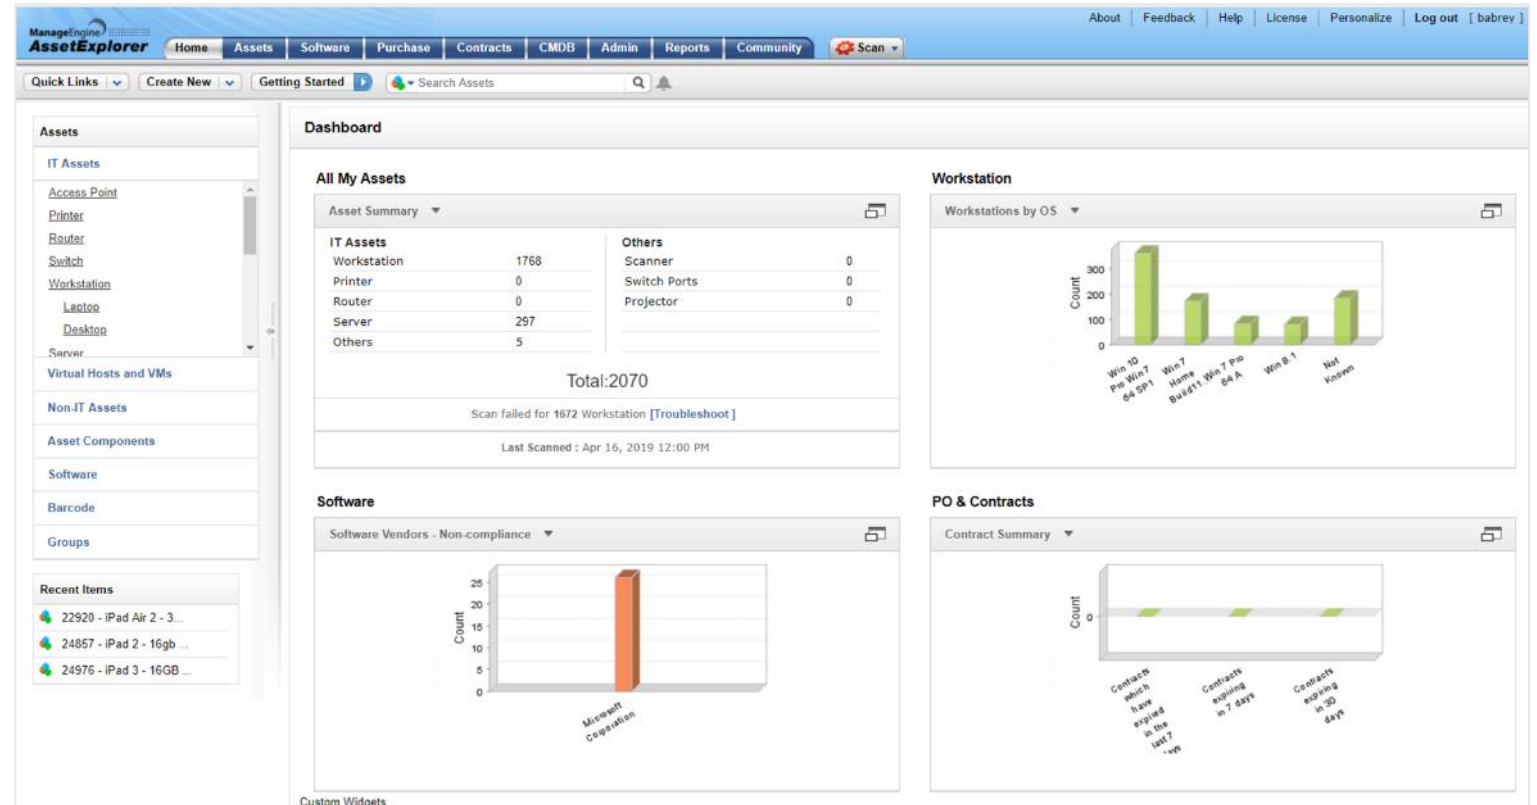 About Feedback Help License Personalize Log out [ babrey ]
ManageEngine
AssetExplorer
Home Assets Software Purchase Contracts CMDB Admin Reports Community Scan
Quick Links Create New Getting Started Search Assets
Assets
IT Assets
Access Point
Printer
Router
Switch
Workstation
Laptop
Desktop
Server
Virtual Hosts and VMs
Non-IT Assets
Asset Components
Software
Barcode
Groups
Recent Items
22920 - iPad Air 2 - 3...
24857 - iPad 2 - 16gb ...
24976 - iPad 3 - 16GB ...
Dashboard
All My Assets
Asset Summary
IT Assets Others
Workstation 1768 Scanner 0
Printer 0 Switch Ports 0
Router 0 Projector 0
Server 297
Others 5
Total:2070
Scan failed for 1672 Workstation [Troubleshoot ]
Last Scanned : Apr 16, 2019 12:00 PM
Workstation
Workstations by OS
Count
300
200
100
0
Win 10
Pro Win 7
64 SP1
Win 7
Home
Build11...
Win 7 Pro
64 A
Win 8.1
Not
Known
Software
Software Vendors - Non-compliance
Count
25
20
15
10
5
0
Microsoft
Corporation
PO & Contracts
Contract Summary
Count
0
Contracts
which
have
expired
in the
last 7
Contracts
expiring
in 7 days
Contracts
expiring
in 30
days
Custom Widgets